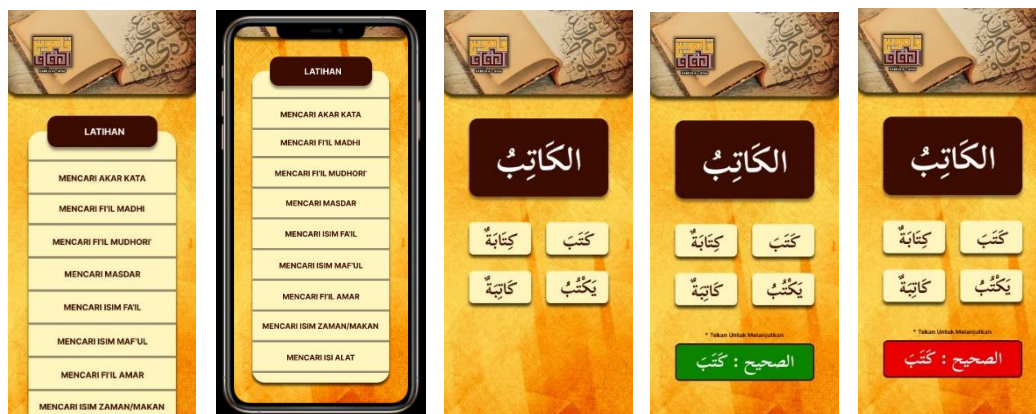 LATIHAN
MENCARI AKAR KATA
MENCARI FI'IL MADHI
MENCARI FI'IL MUDHORI'
MENCARI MASDAR
MENCARI ISIM FA'IL
MENCARI ISIM MAF'UL
MENCARI FI'IL AMAR
MENCARI ISIM ZAMAN/MAKAN
LATIHAN
MENCARI AKAR KATA
MENCARI FI'IL MADHI
MENCARI FI'IL MUDHORI'
MENCARI MASDAR
MENCARI ISIM FA'IL
MENCARI ISIM MAF'UL
MENCARI FI'IL AMAR
MENCARI ISIM ZAMAN/MAKAN
MENCARI ISI ALAT
الكَاتِبُ
كَتَبَ كِتَابَةٌ
يَكْتُبُ كَاتِبَةٌ
الكَاتِبُ
كَتَبَ كِتَابَةٌ
يَكْتُبُ كَاتِبَةٌ
* Tekan Untuk Melanjutkan
الصحيح : كَتَبَ
الكَاتِبُ
كَتَبَ كِتَابَةٌ
يَكْتُبُ كَاتِبَةٌ
* Tekan Untuk Melanjutkan
الصحيح : كَتَبَ